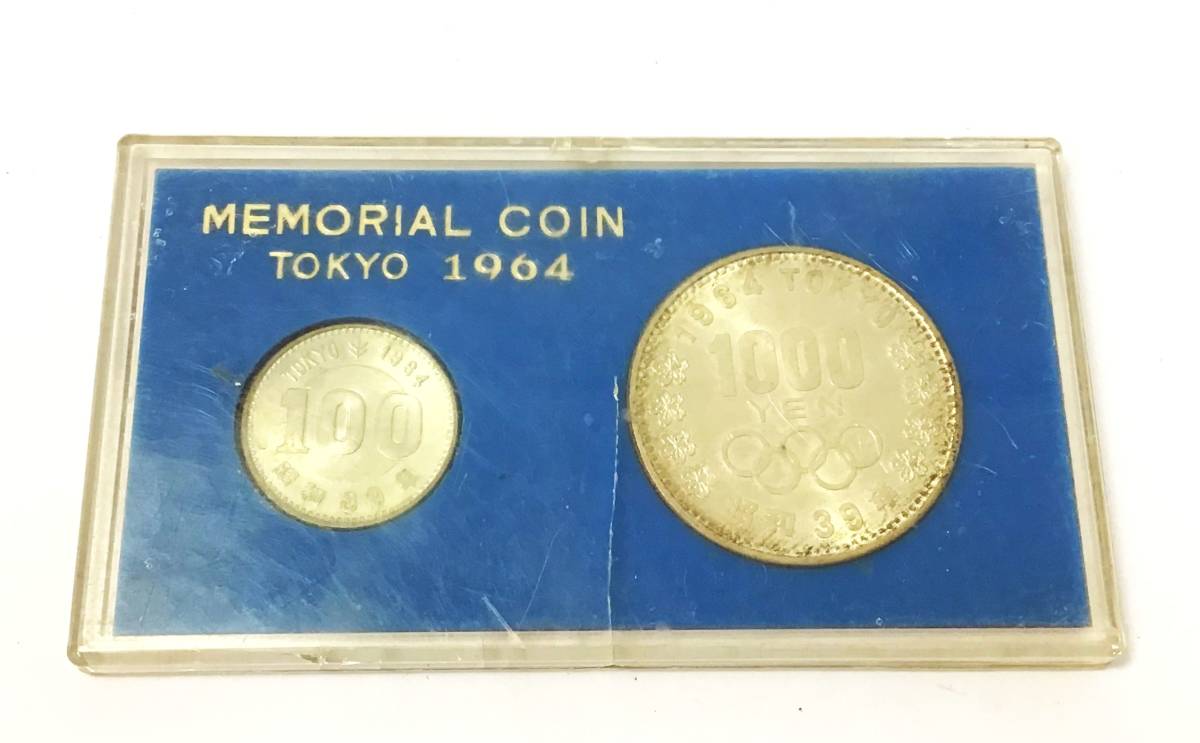 MEMORIAL COIN
TOKYO 1964
TOKYO 1964
100
昭和39年
1964 TOKYO
1000
YEN
昭和39年